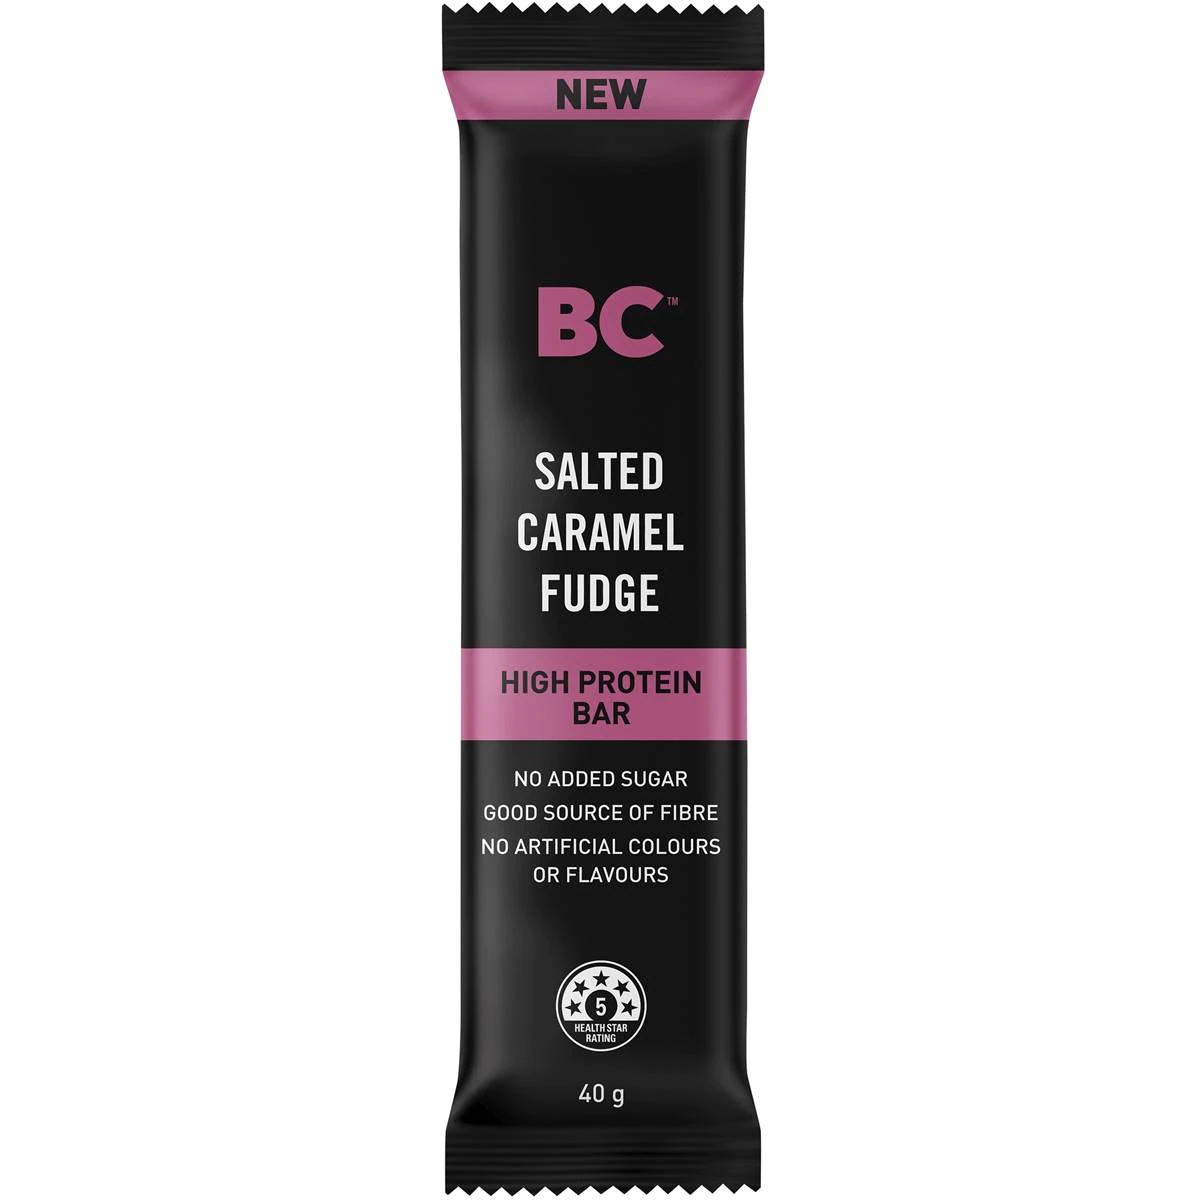 NEW
BC™
SALTED
CARAMEL
FUDGE
HIGH PROTEIN
BAR
NO ADDED SUGAR
GOOD SOURCE OF FIBRE
NO ARTIFICIAL COLOURS
OR FLAVOURS
5
HEALTH STAR
RATING
40 g